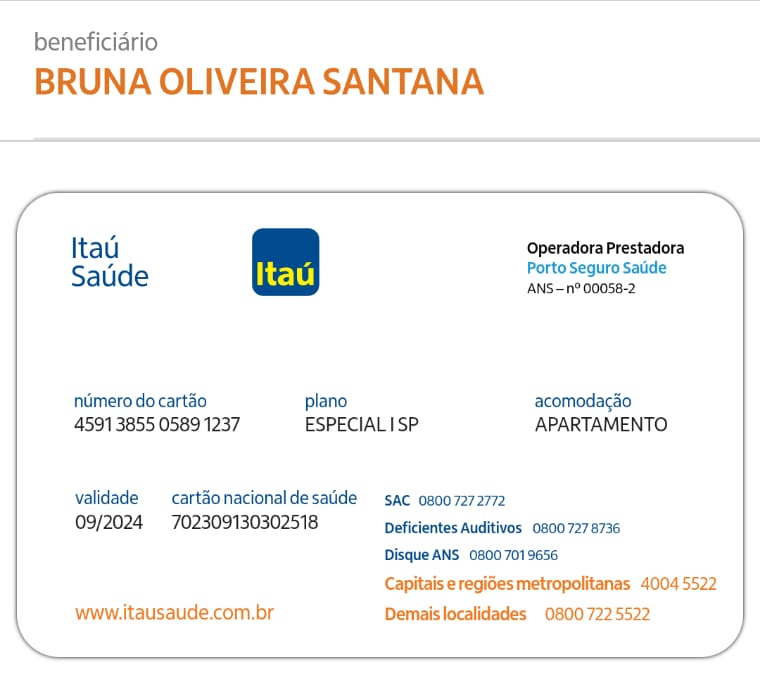 beneficiário
BRUNA OLIVEIRA SANTANA
Itaú
Saúde
Itaú
Operadora Prestadora
Porto Seguro Saúde
ANS – nº 00058-2
número do cartão
4591 3855 0589 1237
plano
ESPECIAL I SP
acomodação
APARTAMENTO
validade
09/2024
cartão nacional de saúde
702309130302518
SAC 0800 727 2772
Deficientes Auditivos 0800 727 8736
Disque ANS 0800 701 9656
Capitais e regiões metropolitanas 4004 5522
Demais localidades 0800 722 5522
www.itausaude.com.br